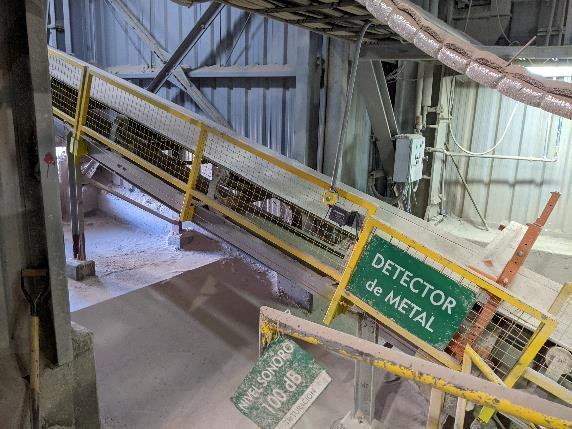 DETECTOR
de METAL
NIVEL SONORO
100 dB